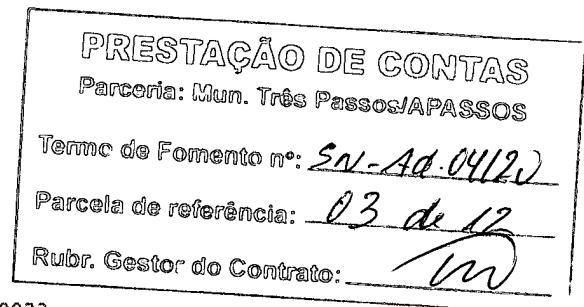 PRESTAÇÃO DE CONTAS
Parceria: Mun. Três Passos/APASSOS
Termo de Fomento nº: SN-Ad.04/20
Parcela de referência: 03 de 12
Rubr. Gestor do Contrato: